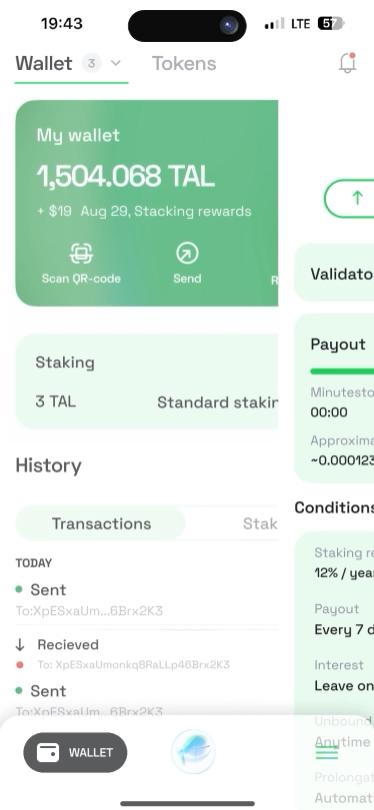 19:43
LTE 57
Wallet 3
Tokens
My wallet
1,504.068 TAL
+ $19 Aug 29, Stacking rewards
Scan QR-code
Send
R
Staking
3 TAL
Standard stakin
History
Transactions
Stak
TODAY
Sent
To:XpESxaUm...6Brx2K3
Recieved
To: XpESxaUmonkq8RaLLp46Brx2K3
Sent
To:XpESxaUm...6Brx2K3
WALLET
Validato
Payout
Minutesto
00:00
Approxima
~0.000123
Conditions
Staking re
12% / yea
Payout
Every 7 d
Interest
Leave on
Unbound
Anytime
Prolongat
Automat